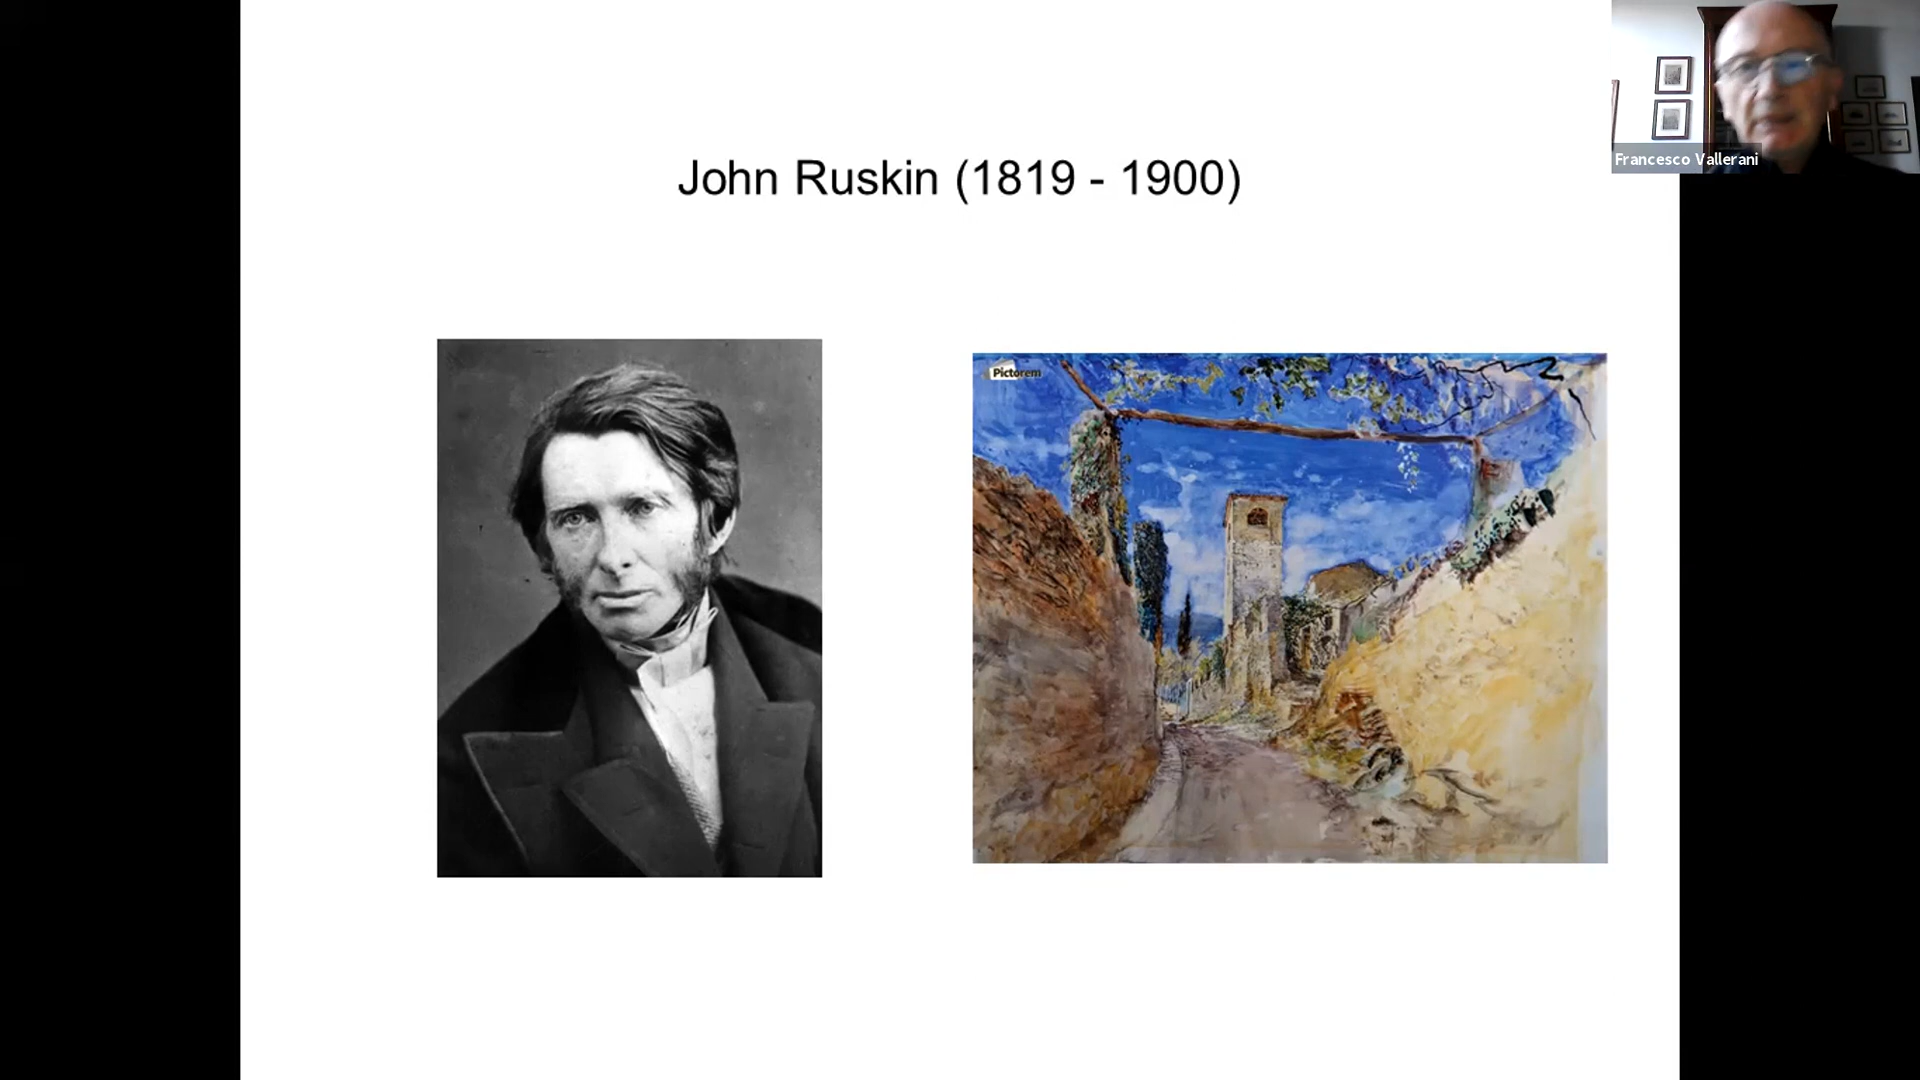 John Ruskin (1819 - 1900)
Francesco Vallerani
Pictorem